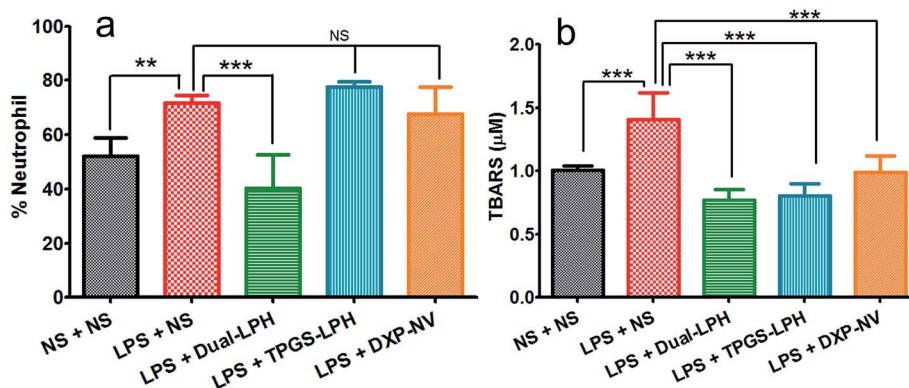 a
% Neutrophil
100
80
60
40
20
0
**
***
NS
NS + NS
LPS + NS
LPS + Dual-LPH
LPS + TPGS-LPH
LPS + DXP-NV
b
TBARS (μM)
2.0
1.5
1.0
0.5
0.0
***
***
***
***
NS + NS
LPS + NS
LPS + Dual-LPH
LPS + TPGS-LPH
LPS + DXP-NV